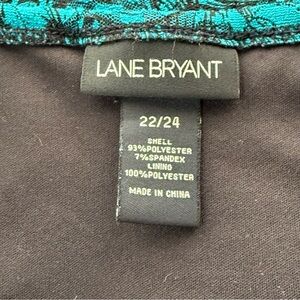 LANE BRYANT
22/24
SHELL
93%POLYESTER
7%SPANDEX
LINING
100%POLYESTER
MADE IN CHINA